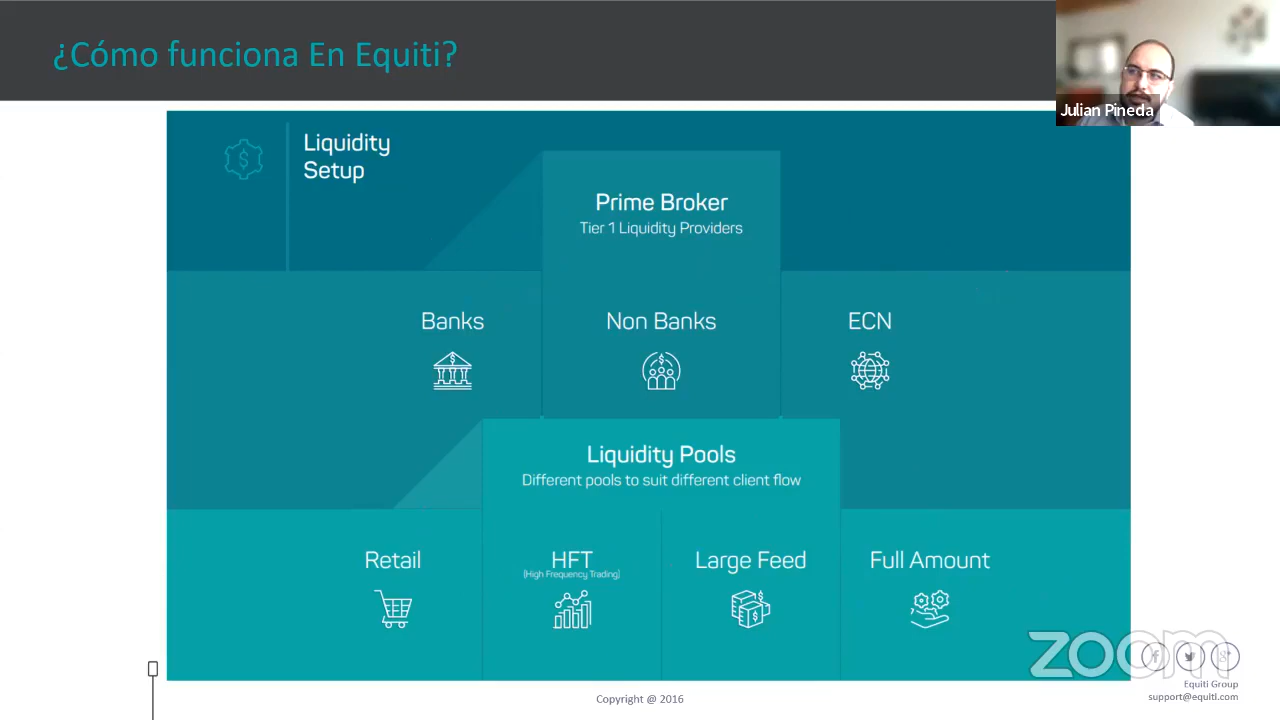 ¿Cómo funciona En Equiti?
Julian Pineda
Liquidity
Setup
Prime Broker
Tier 1 Liquidity Providers
Banks
Non Banks
ECN
Liquidity Pools
Different pools to suit different client flow
Retail
HFT
(High Frequency Trading)
Large Feed
Full Amount
zoom
Equiti Group
support@equiti.com
Copyright @ 2016